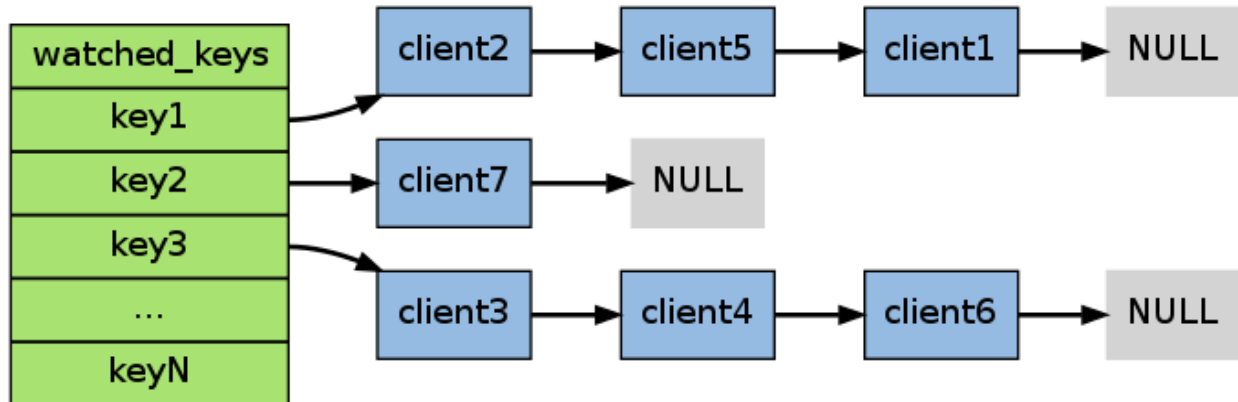 watched_keys
key1
key2
key3
...
keyN
client2 client5 client1 NULL
client7 NULL
client3 client4 client6 NULL